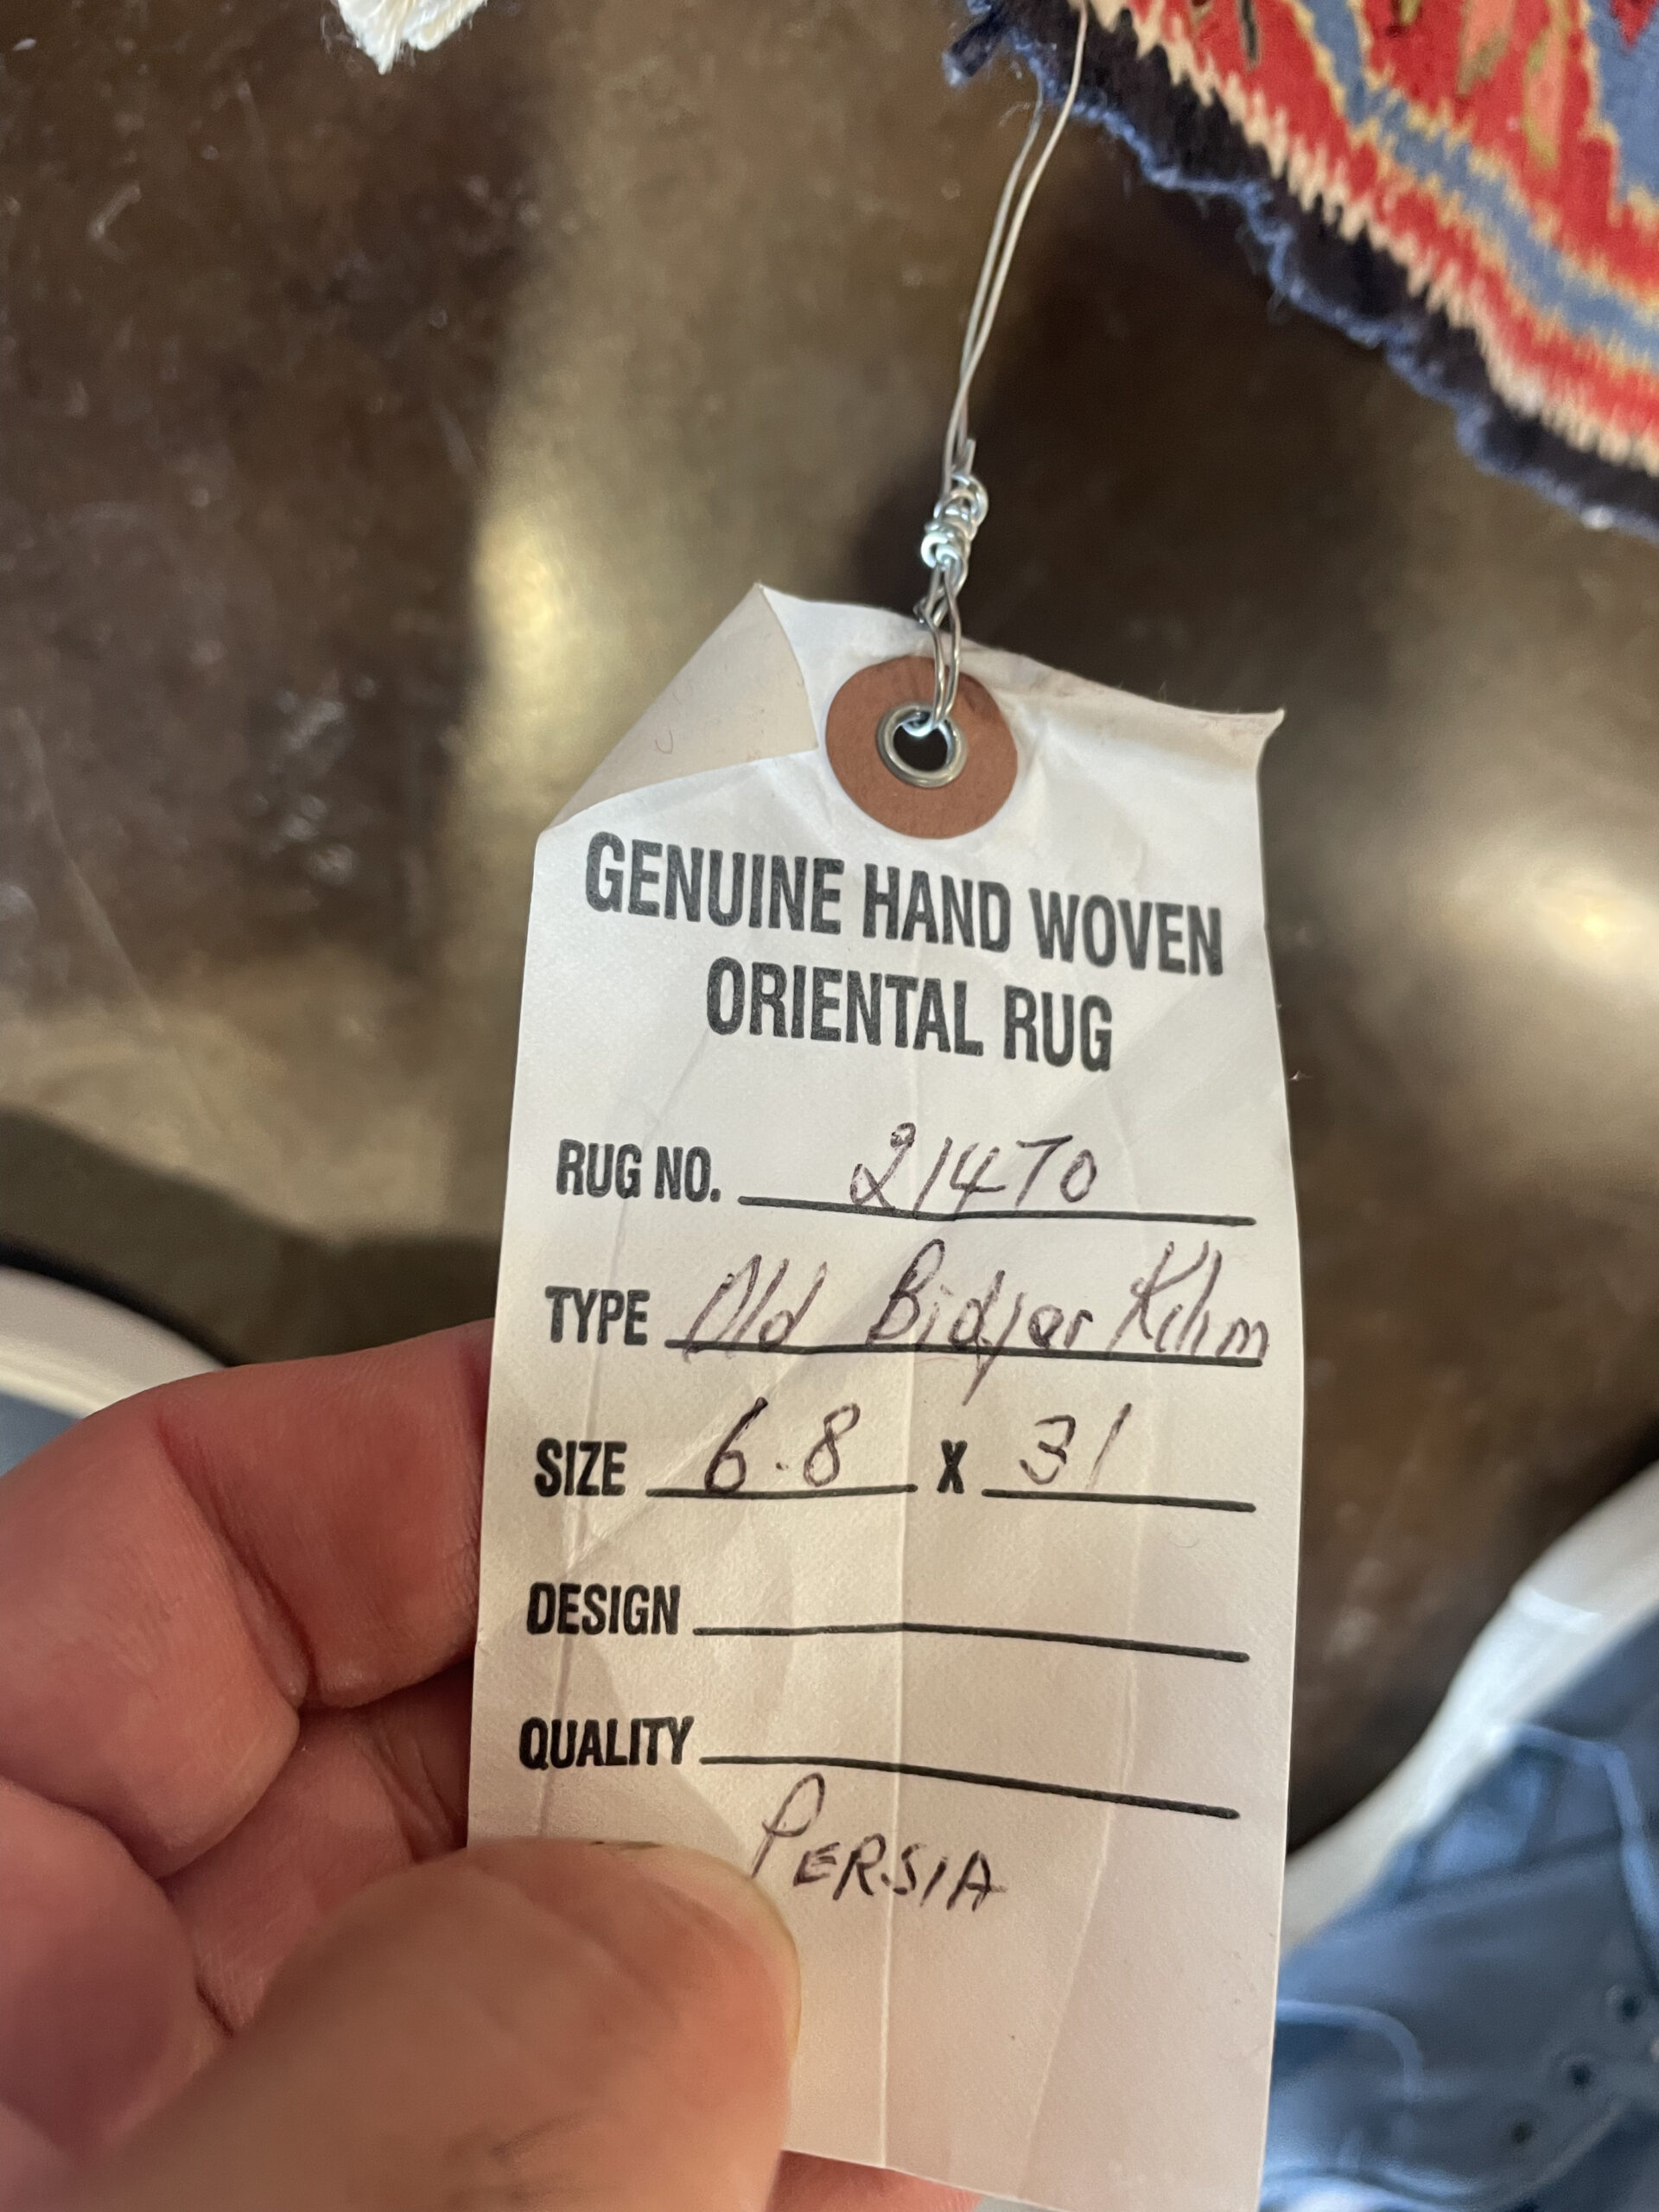 GENUINE HAND WOVEN
ORIENTAL RUG
RUG NO. 21470
TYPE Old Bidjar Kilim
SIZE 6.8 X 31
DESIGN
QUALITY
PERSIA